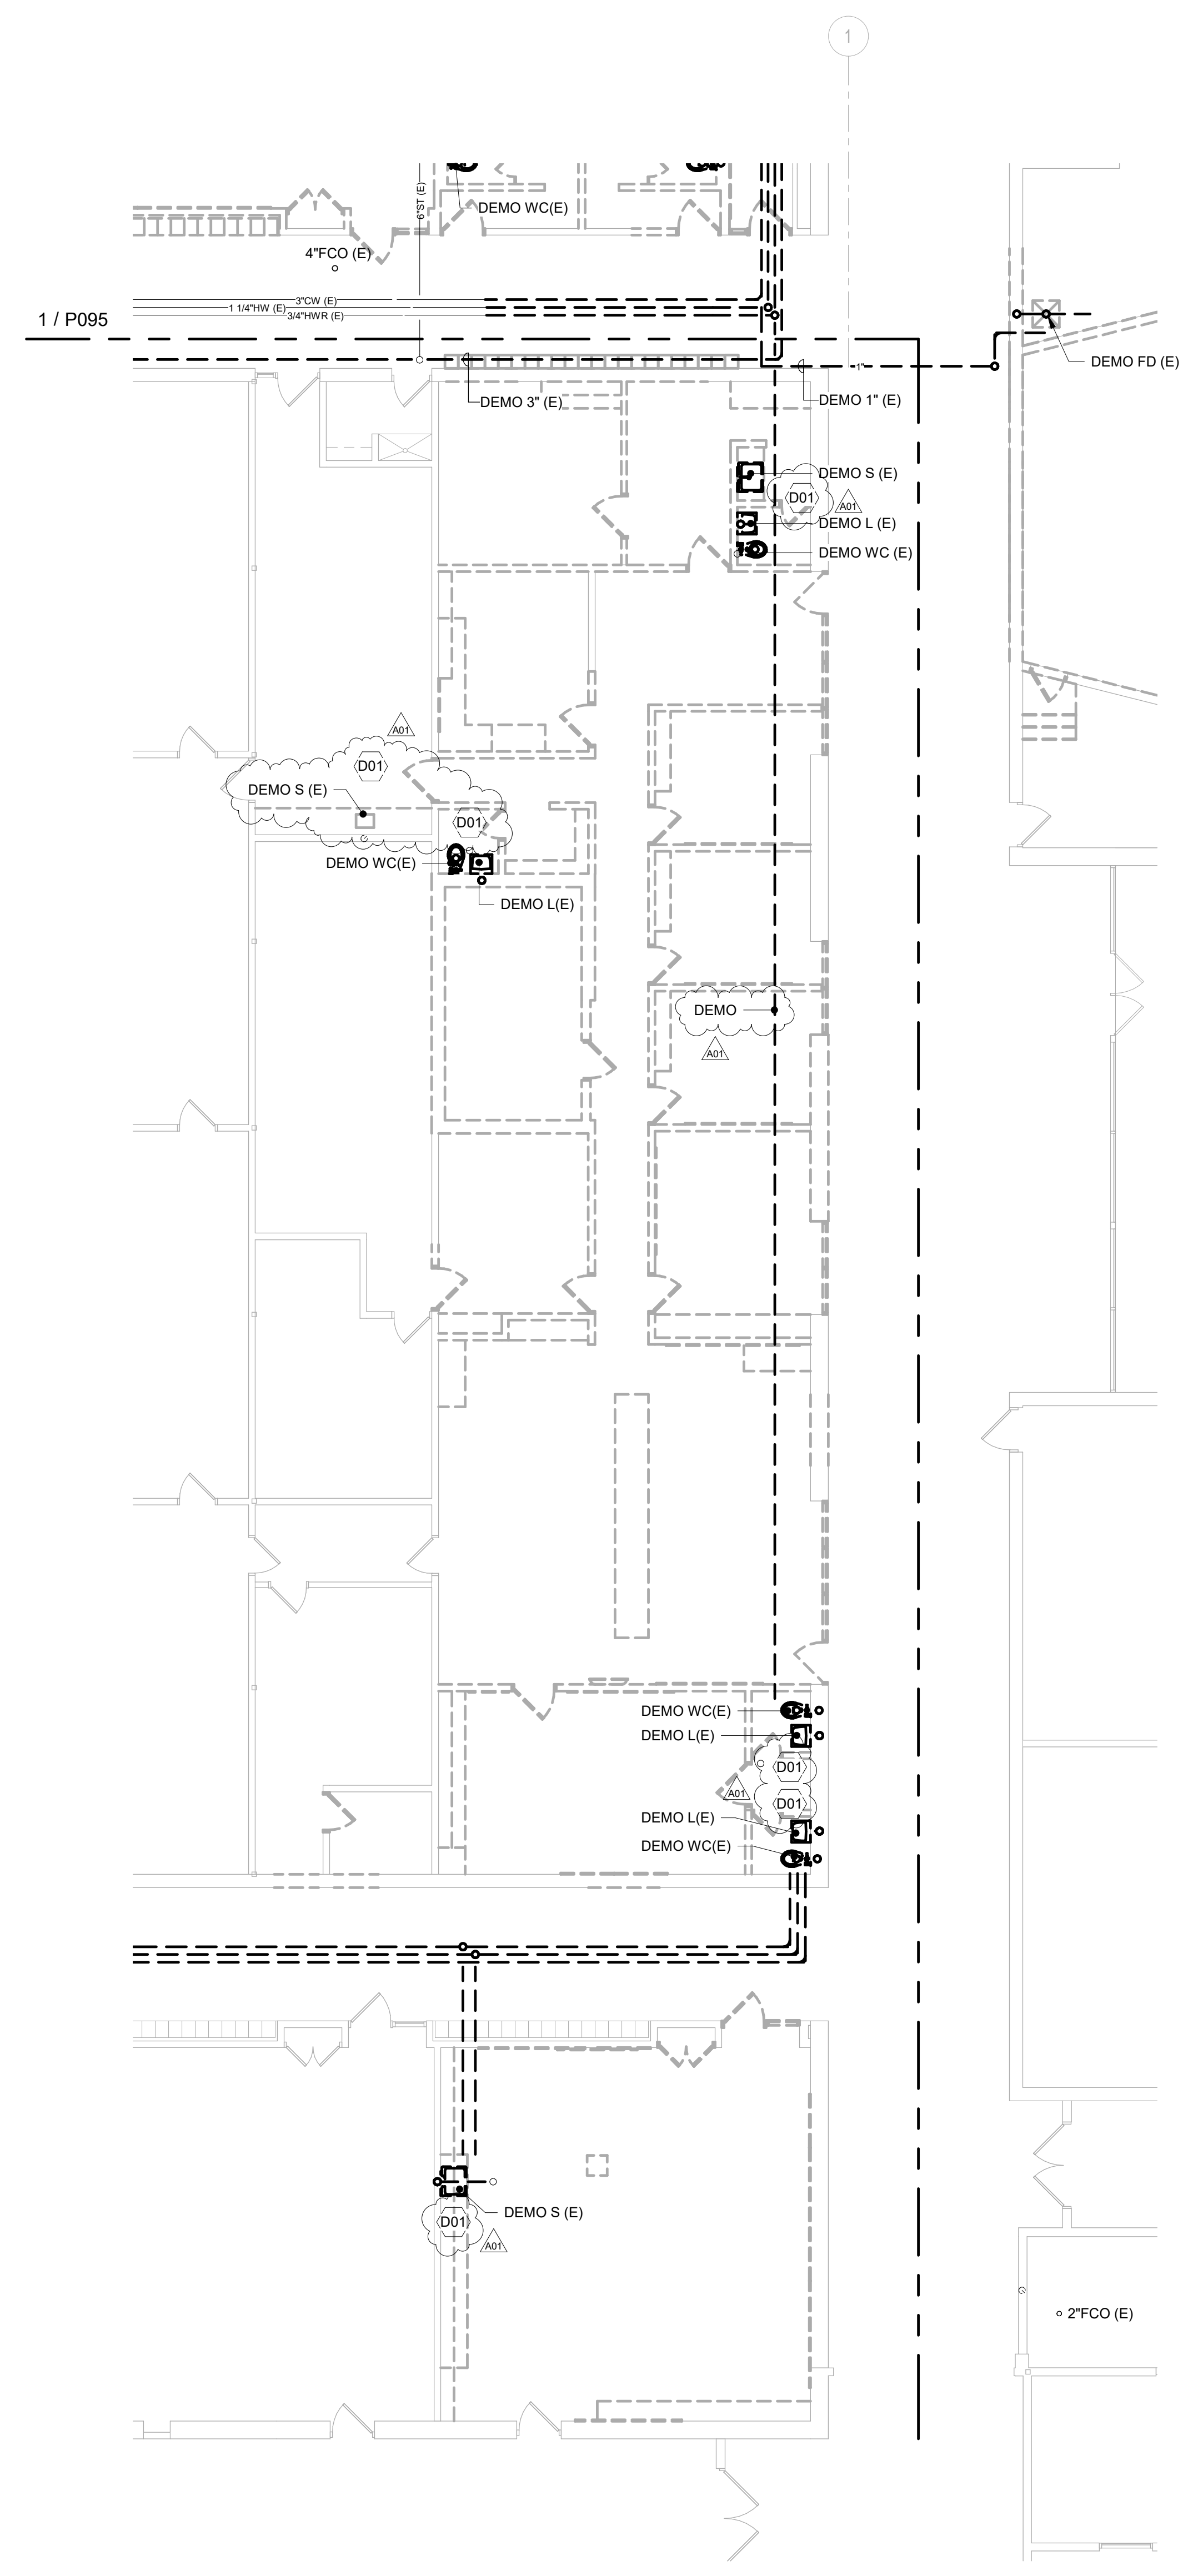 1
DEMO WC(E)
6"ST (E)
4"FCO (E)
3"CW (E)
1 1/4"HW (E)
3/4"HWR (E)
1 / P095
DEMO FD (E)
1"
DEMO 3" (E)
DEMO 1" (E)
DEMO S (E)
D01
A01
DEMO L (E)
DEMO WC (E)
A01
D01
DEMO S (E)
D01
DEMO WC(E)
DEMO L(E)
DEMO
A01
DEMO WC(E)
DEMO L(E)
D01
A01
D01
DEMO L(E)
DEMO WC(E)
DEMO S (E)
D01
A01
2"FCO (E)